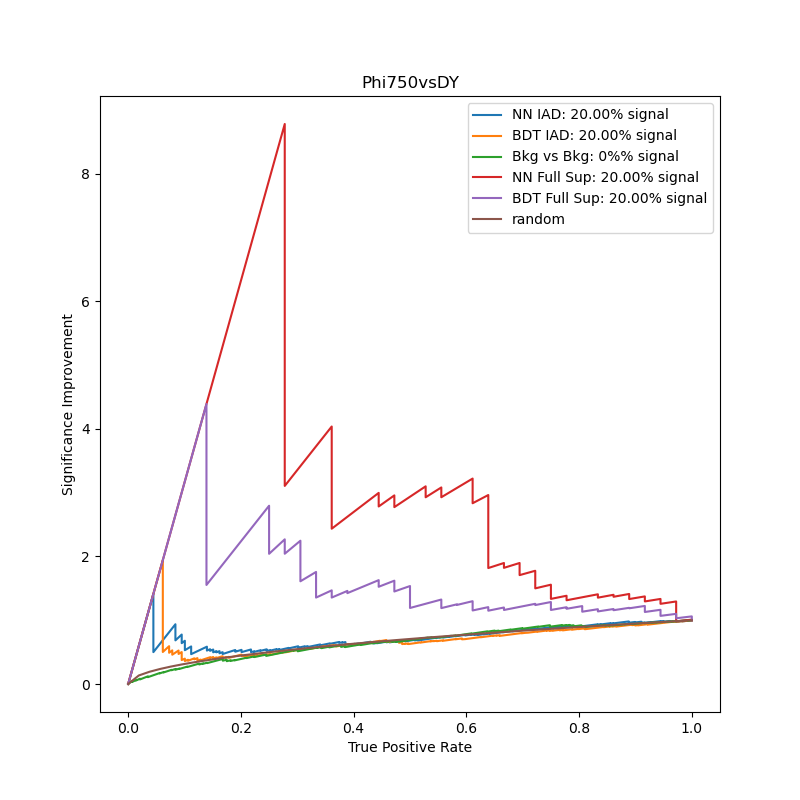 Phi750vsDY
NN IAD: 20.00% signal
BDT IAD: 20.00% signal
Bkg vs Bkg: 0%% signal
NN Full Sup: 20.00% signal
BDT Full Sup: 20.00% signal
random
Significance Improvement
8
6
4
2
0
0.0 0.2 0.4 0.6 0.8 1.0
True Positive Rate